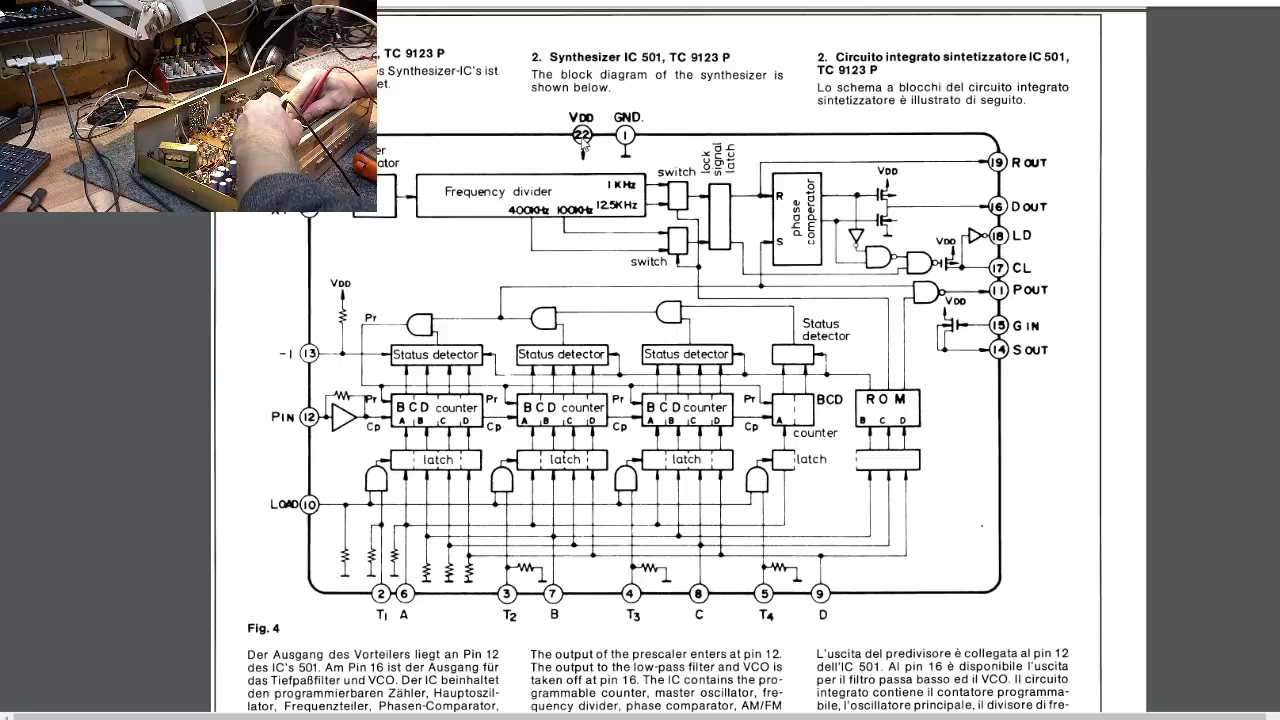 , TC 9123 P
s Synthesizer-IC's ist
et.
2. Synthesizer IC 501, TC 9123 P
The block diagram of the synthesizer is
shown below.
2. Circuito integrato sintetizzatore IC 501,
TC 9123 P
Lo schema a blocchi del circuito integrato
sintetizzatore è illustrato di seguito.
VDD GND.
22 1
er
ator
Frequency divider
1 KHz
12.5KHz
400KHz 100KHz
switch
switch
lock
signal
latch
R
S
phase
comperator
VDD
19 R OUT
16 D OUT
18 LD
VDD
17 CL
11 P OUT
VDD
15 G IN
14 S OUT
VDD
Pr
-1 13
Status detector Status detector Status detector
Status
detector
PIN 12
Pr Pr Pr Pr
Cp Cp Cp Cp
BCD counter BCD counter BCD counter BCD
A B C D A B C D A B C D A
counter
ROM
B C D
latch latch latch latch
LOAD 10
2 6 3 7 4 8 5 9
T1 A T2 B T3 C T4 D
Fig. 4
Der Ausgang des Vorteilers liegt an Pin 12
des IC's 501. Am Pin 16 ist der Ausgang für
das Tiefpaßfilter und VCO. Der IC beinhaltet
den programmierbaren Zähler, Hauptoszil-
lator, Frequenzteiler, Phasen-Comparator,
The output of the prescaler enters at pin 12.
The output to the low-pass filter and VCO is
taken off at pin 16. The IC contains the pro-
grammable counter, master oscillator, fre-
quency divider, phase comparator, AM/FM
L'uscita del predivisore è collegata al pin 12
dell'IC 501. Al pin 16 è disponibile l'uscita
per il filtro passa basso ed il VCO. Il circuito
integrato contiene il contatore programma-
bile, l'oscillatore principale, il divisore di fre-